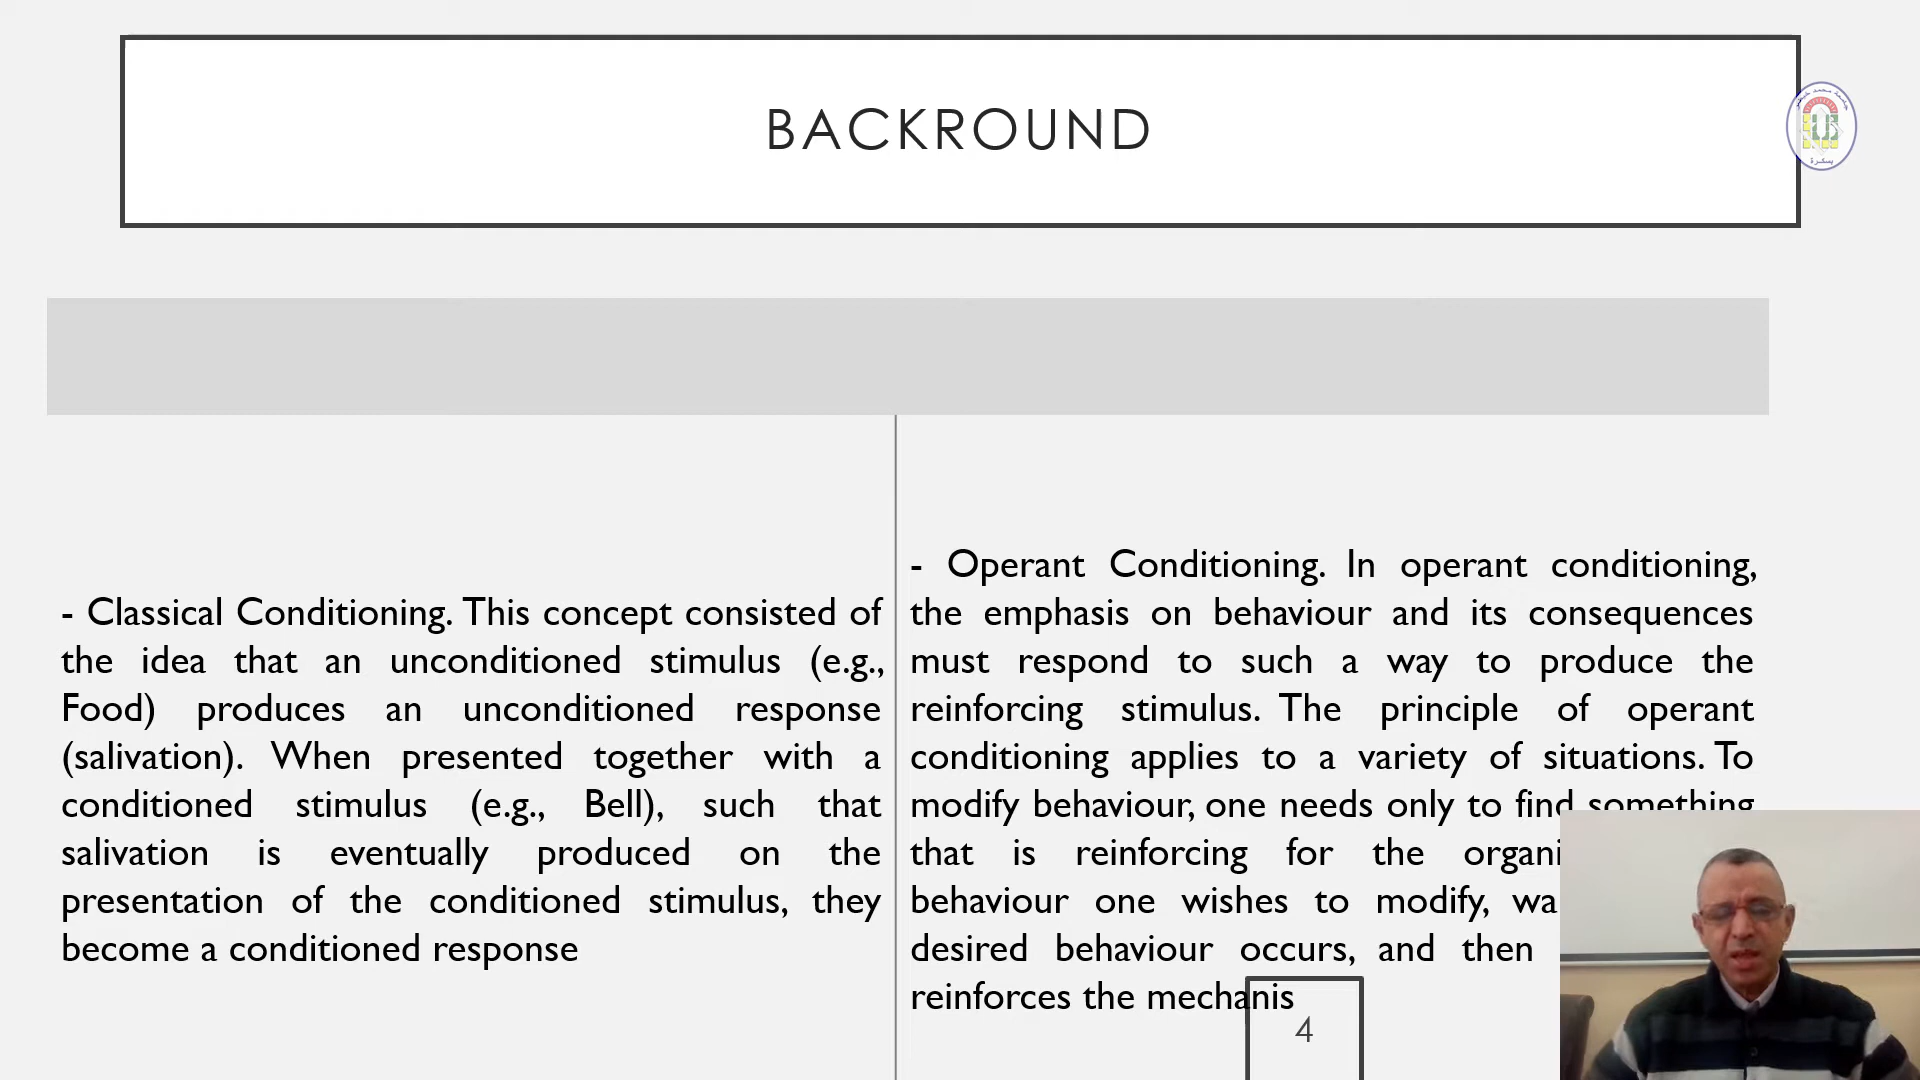 BACKROUND
- Classical Conditioning. This concept consisted of
the idea that an unconditioned stimulus (e.g.,
Food) produces an unconditioned response
(salivation). When presented together with a
conditioned stimulus (e.g., Bell), such that
salivation is eventually produced on the
presentation of the conditioned stimulus, they
become a conditioned response
- Operant Conditioning. In operant conditioning,
the emphasis on behaviour and its consequences
must respond to such a way to produce the
reinforcing stimulus. The principle of operant
conditioning applies to a variety of situations. To
modify behaviour, one needs only to find something
that is reinforcing for the
behaviour one wishes to modify,
desired behaviour occurs, and then
reinforces the mechanis
4
بسكرة